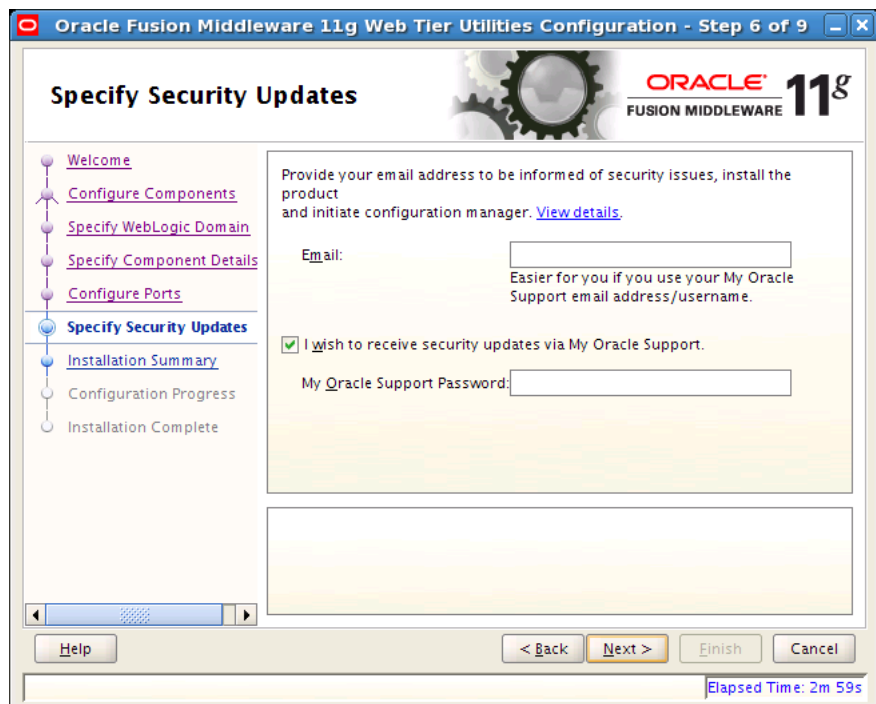 Oracle Fusion Middleware 11g Web Tier Utilities Configuration - Step 6 of 9
Specify Security Updates
ORACLE
FUSION MIDDLEWARE
11g
Welcome
Configure Components
Specify WebLogic Domain
Specify Component Details
Configure Ports
Specify Security Updates
Installation Summary
Configuration Progress
Installation Complete
Provide your email address to be informed of security issues, install the
product
and initiate configuration manager. View details.
Email:
Easier for you if you use your My Oracle
Support email address/username.
I wish to receive security updates via My Oracle Support.
My Oracle Support Password:
Help
< Back
Next >
Finish
Cancel
Elapsed Time: 2m 59s